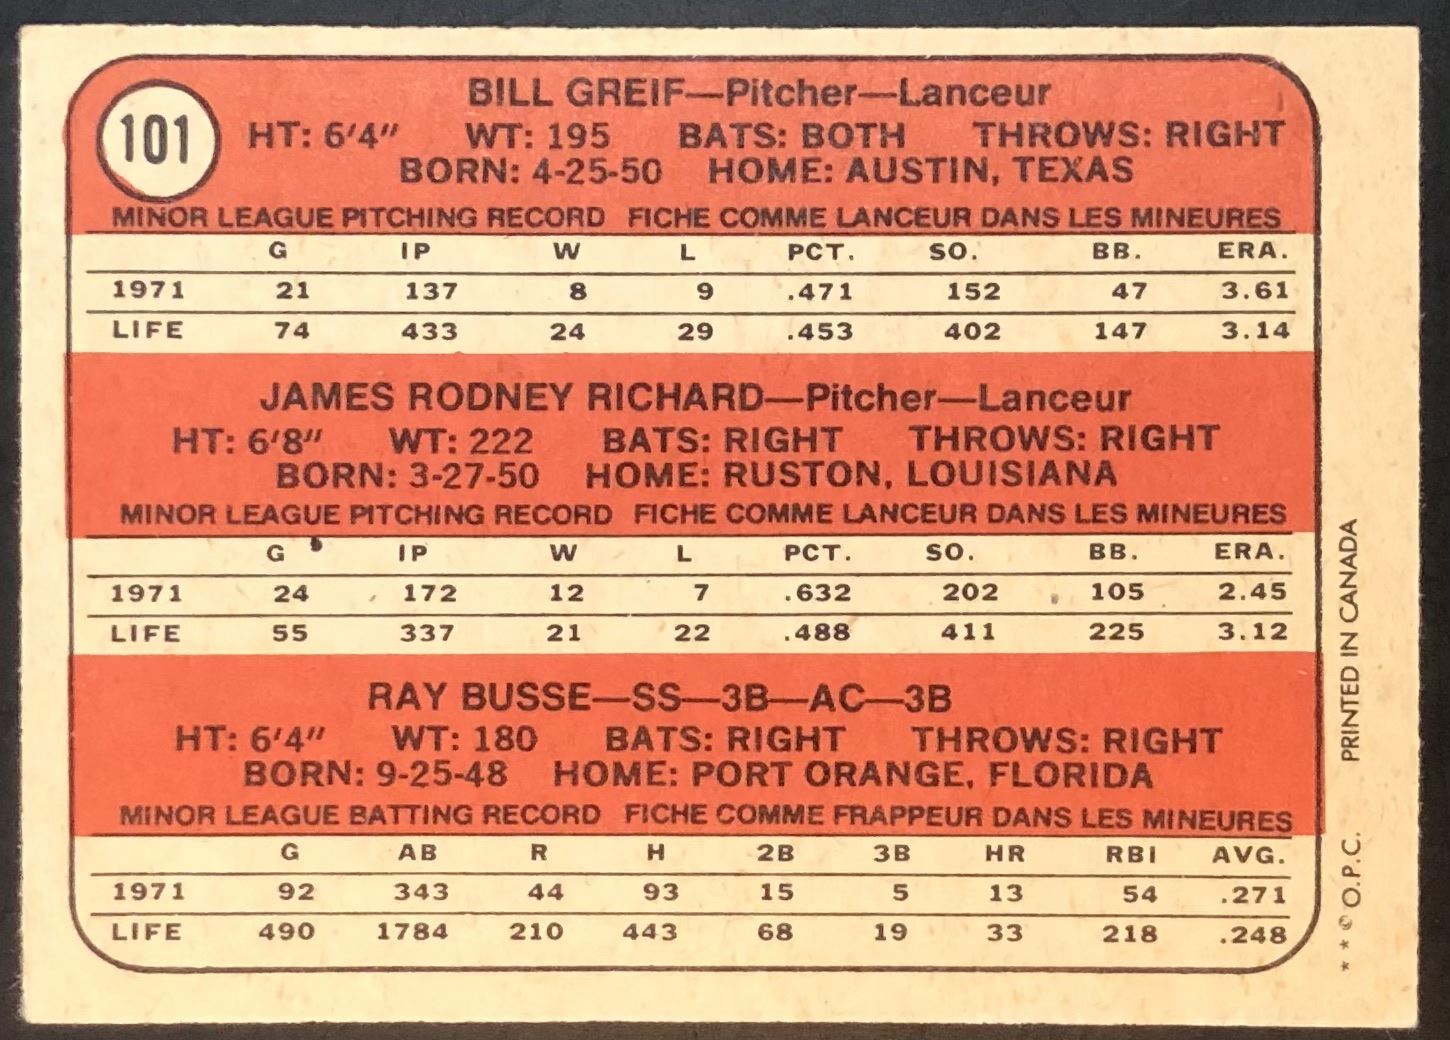 101
BILL GREIF—Pitcher—Lanceur
HT: 6'4" WT: 195 BATS: BOTH THROWS: RIGHT
BORN: 4-25-50 HOME: AUSTIN, TEXAS
MINOR LEAGUE PITCHING RECORD FICHE COMME LANCEUR DANS LES MINEURES
G IP W L PCT. SO. BB. ERA.
1971 21 137 8 9 .471 152 47 3.61
LIFE 74 433 24 29 .453 402 147 3.14
JAMES RODNEY RICHARD—Pitcher—Lanceur
HT: 6'8" WT: 222 BATS: RIGHT THROWS: RIGHT
BORN: 3-27-50 HOME: RUSTON, LOUISIANA
MINOR LEAGUE PITCHING RECORD FICHE COMME LANCEUR DANS LES MINEURES
G IP W L PCT. SO. BB. ERA.
1971 24 172 12 7 .632 202 105 2.45
LIFE 55 337 21 22 .488 411 225 3.12
RAY BUSSE—SS—3B—AC—3B
HT: 6'4" WT: 180 BATS: RIGHT THROWS: RIGHT
BORN: 9-25-48 HOME: PORT ORANGE, FLORIDA
MINOR LEAGUE BATTING RECORD FICHE COMME FRAPPEUR DANS LES MINEURES
G AB R H 2B 3B HR RBI AVG.
1971 92 343 44 93 15 5 13 54 .271
LIFE 490 1784 210 443 68 19 33 218 .248
* * © O.P.C. PRINTED IN CANADA